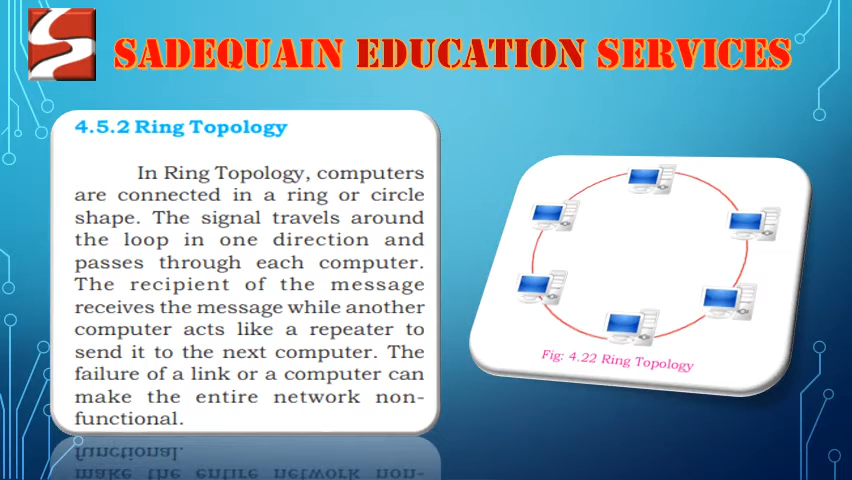 SADEQUAIN EDUCATION SERVICES
4.5.2 Ring Topology
In Ring Topology, computers
are connected in a ring or circle
shape. The signal travels around
the loop in one direction and
passes through each computer.
The recipient of the message
receives the message while another
computer acts like a repeater to
send it to the next computer. The
failure of a link or a computer can
make the entire network non-
functional.
Fig: 4.22 Ring Topology